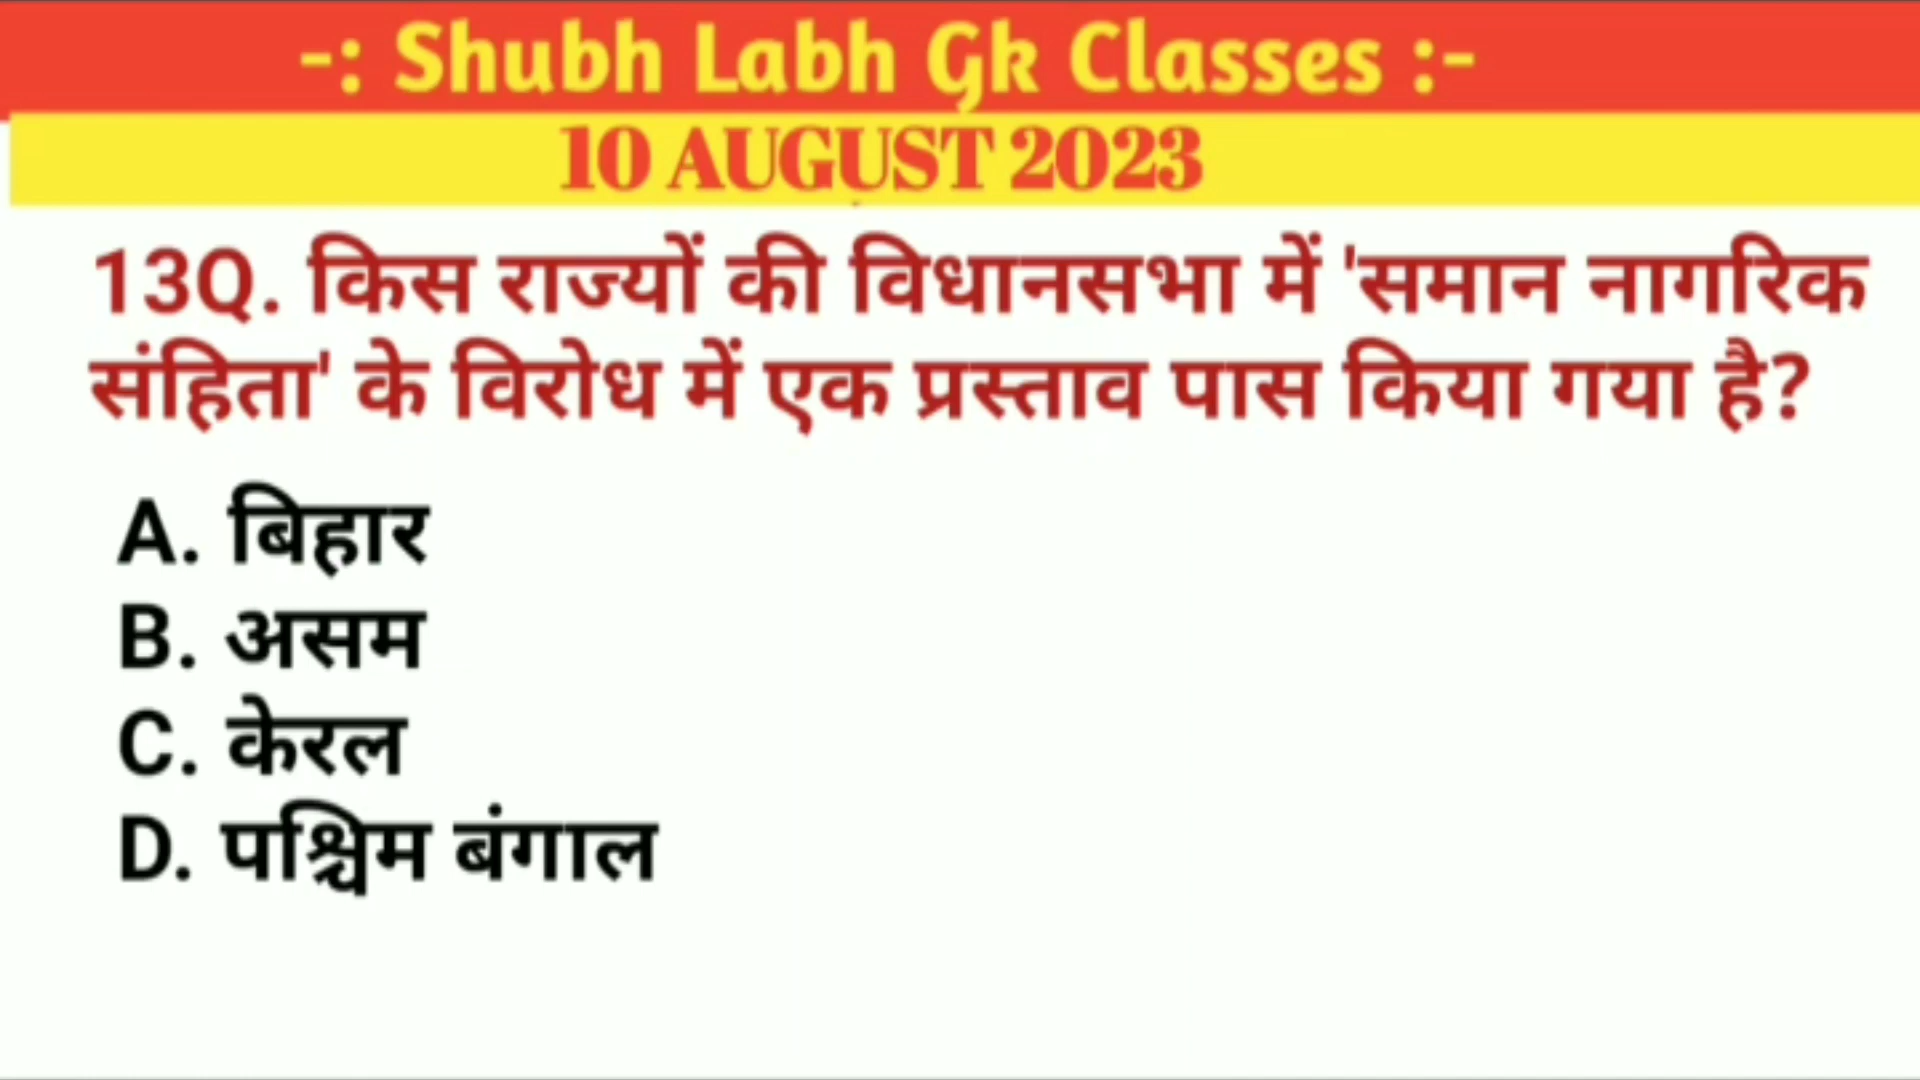 -: Shubh Labh Gk Classes :-
10 AUGUST 2023
13Q. किस राज्यों की विधानसभा में 'समान नागरिक
संहिता' के विरोध में एक प्रस्ताव पास किया गया है?
A. बिहार
B. असम
C. केरल
D. पश्चिम बंगाल